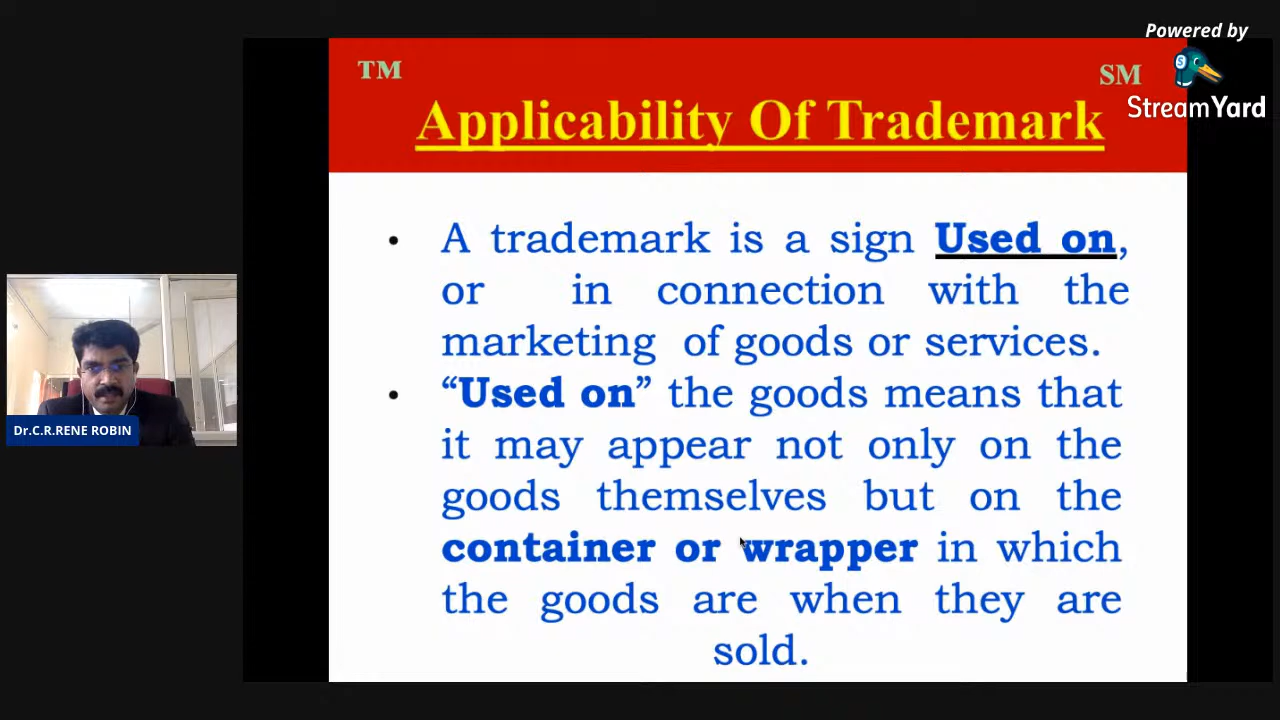 Powered by
StreamYard
TM
SM
Applicability Of Trademark
• A trademark is a sign Used on,
or in connection with the
marketing of goods or services.
• “Used on” the goods means that
it may appear not only on the
goods themselves but on the
container or wrapper in which
the goods are when they are
sold.
Dr.C.R.RENE ROBIN